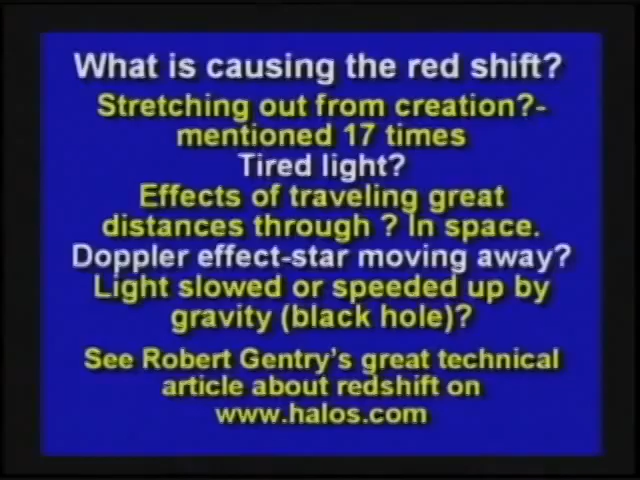 What is causing the red shift?
Stretching out from creation?-
mentioned 17 times
Tired light?
Effects of traveling great
distances through ? In space.
Doppler effect-star moving away?
Light slowed or speeded up by
gravity (black hole)?
See Robert Gentry's great technical
article about redshift on
www.halos.com